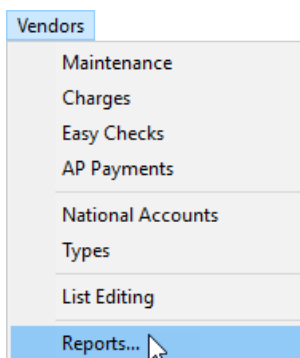 Vendors
Maintenance
Charges
Easy Checks
AP Payments
National Accounts
Types
List Editing
Reports...